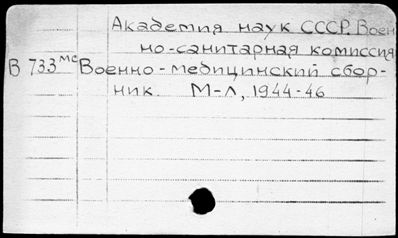 Академия наук СССР. Воен
но-санитарная комиссия
В 733мс Военно-медицинский сбор-
ник. М-Л, 1944-46